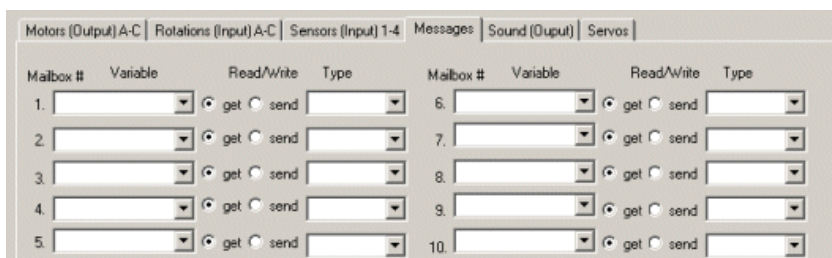 Motors (Output) A-C Rotations (Input) A-C Sensors (Input) 1-4 Messages Sound (Ouput) Servos
Mailbox # Variable Read/Write Type Mailbox # Variable Read/Write Type
1. get send 6. get send
2. get send 7. get send
3. get send 8. get send
4. get send 9. get send
5. get send 10. get send